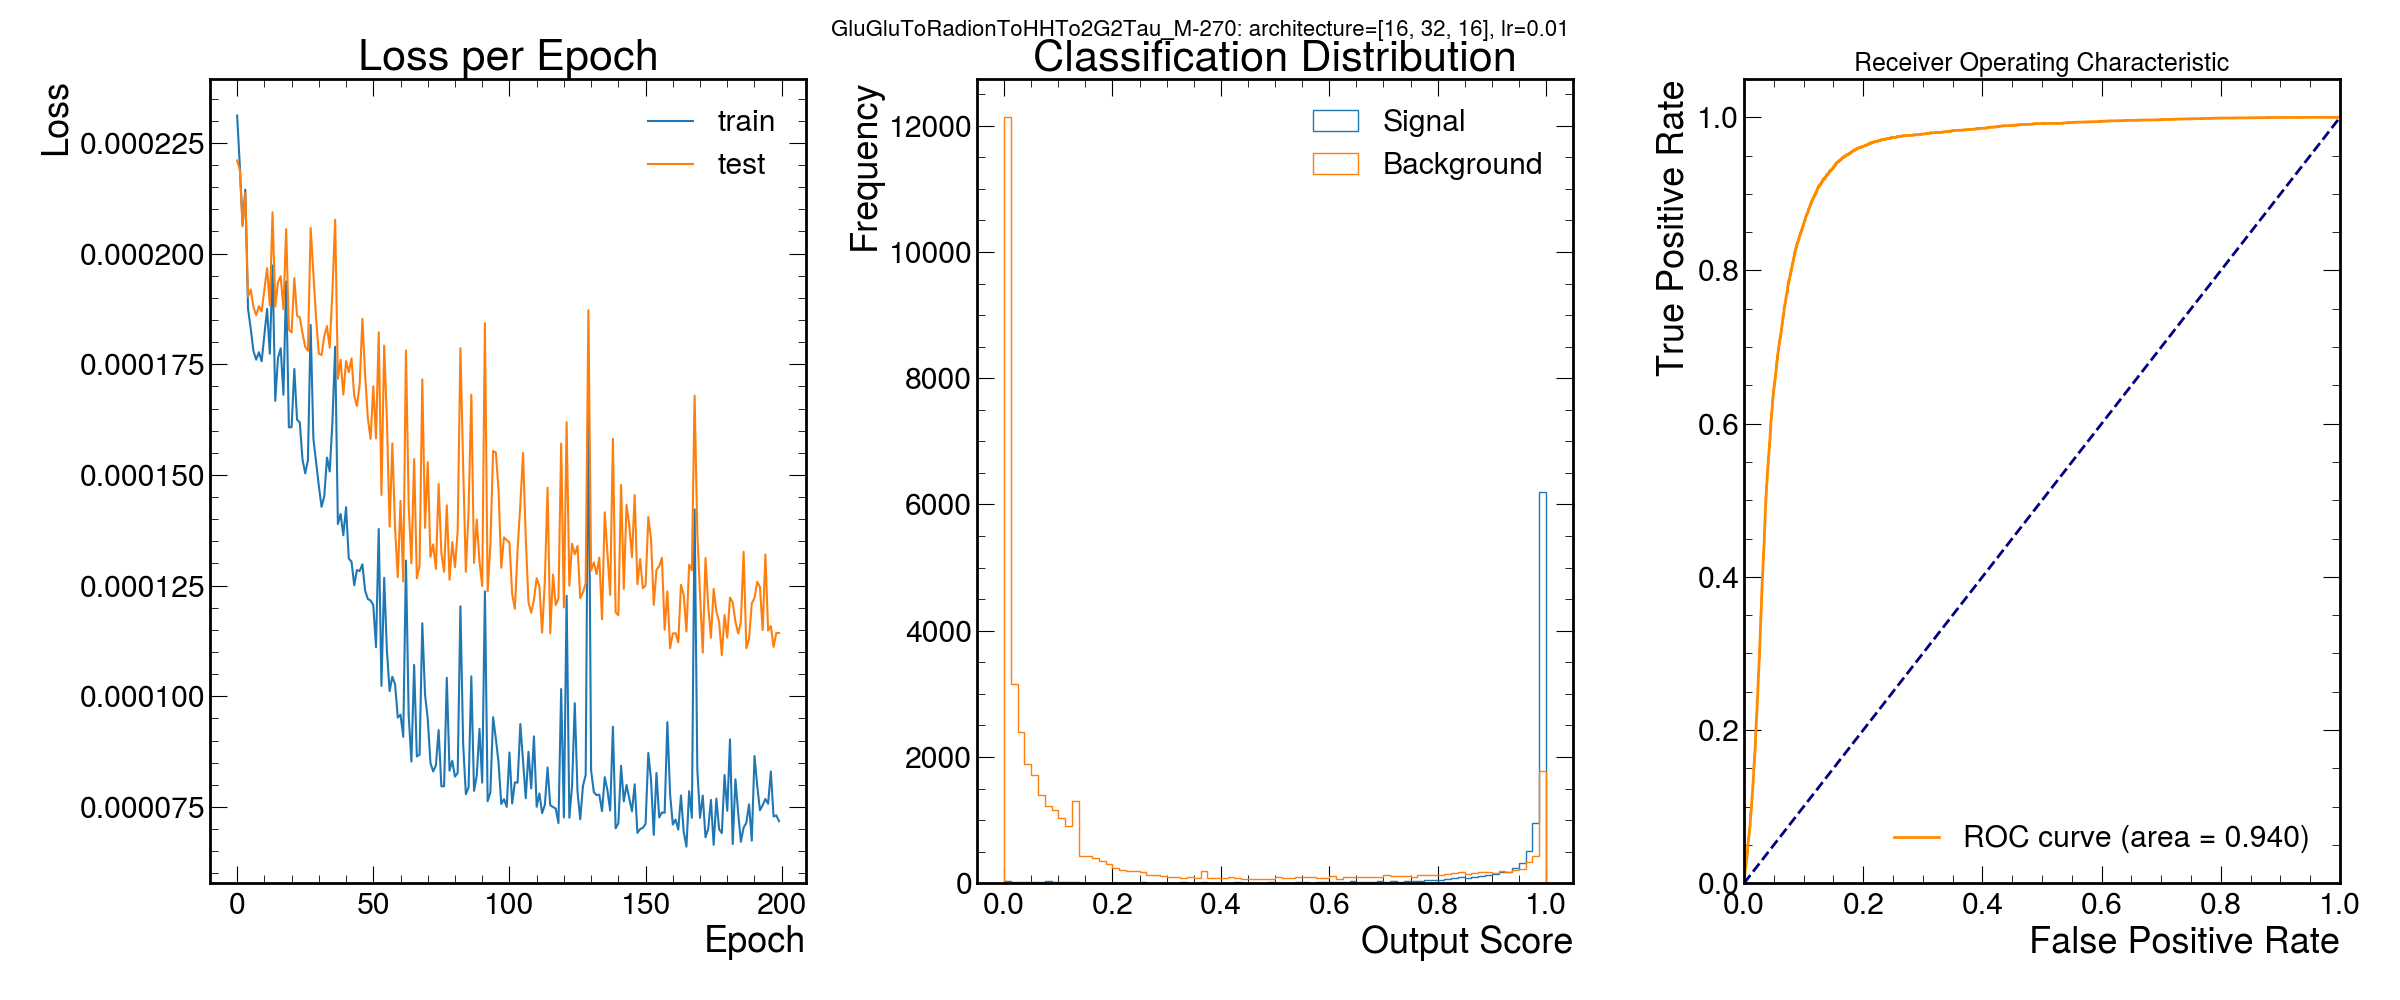 GluGluToRadionToHHTo2G2Tau_M-270: architecture=[16, 32, 16], lr=0.01
Loss per Epoch
Loss
0.000225
0.000200
0.000175
0.000150
0.000125
0.000100
0.000075
train
test
0 50 100 150 200
Epoch
Classification Distribution
Frequency
12000
10000
8000
6000
4000
2000
0
Signal
Background
0.0 0.2 0.4 0.6 0.8 1.0
Output Score
Receiver Operating Characteristic
True Positive Rate
1.0
0.8
0.6
0.4
0.2
0.0
ROC curve (area = 0.940)
0.0 0.2 0.4 0.6 0.8 1.0
False Positive Rate